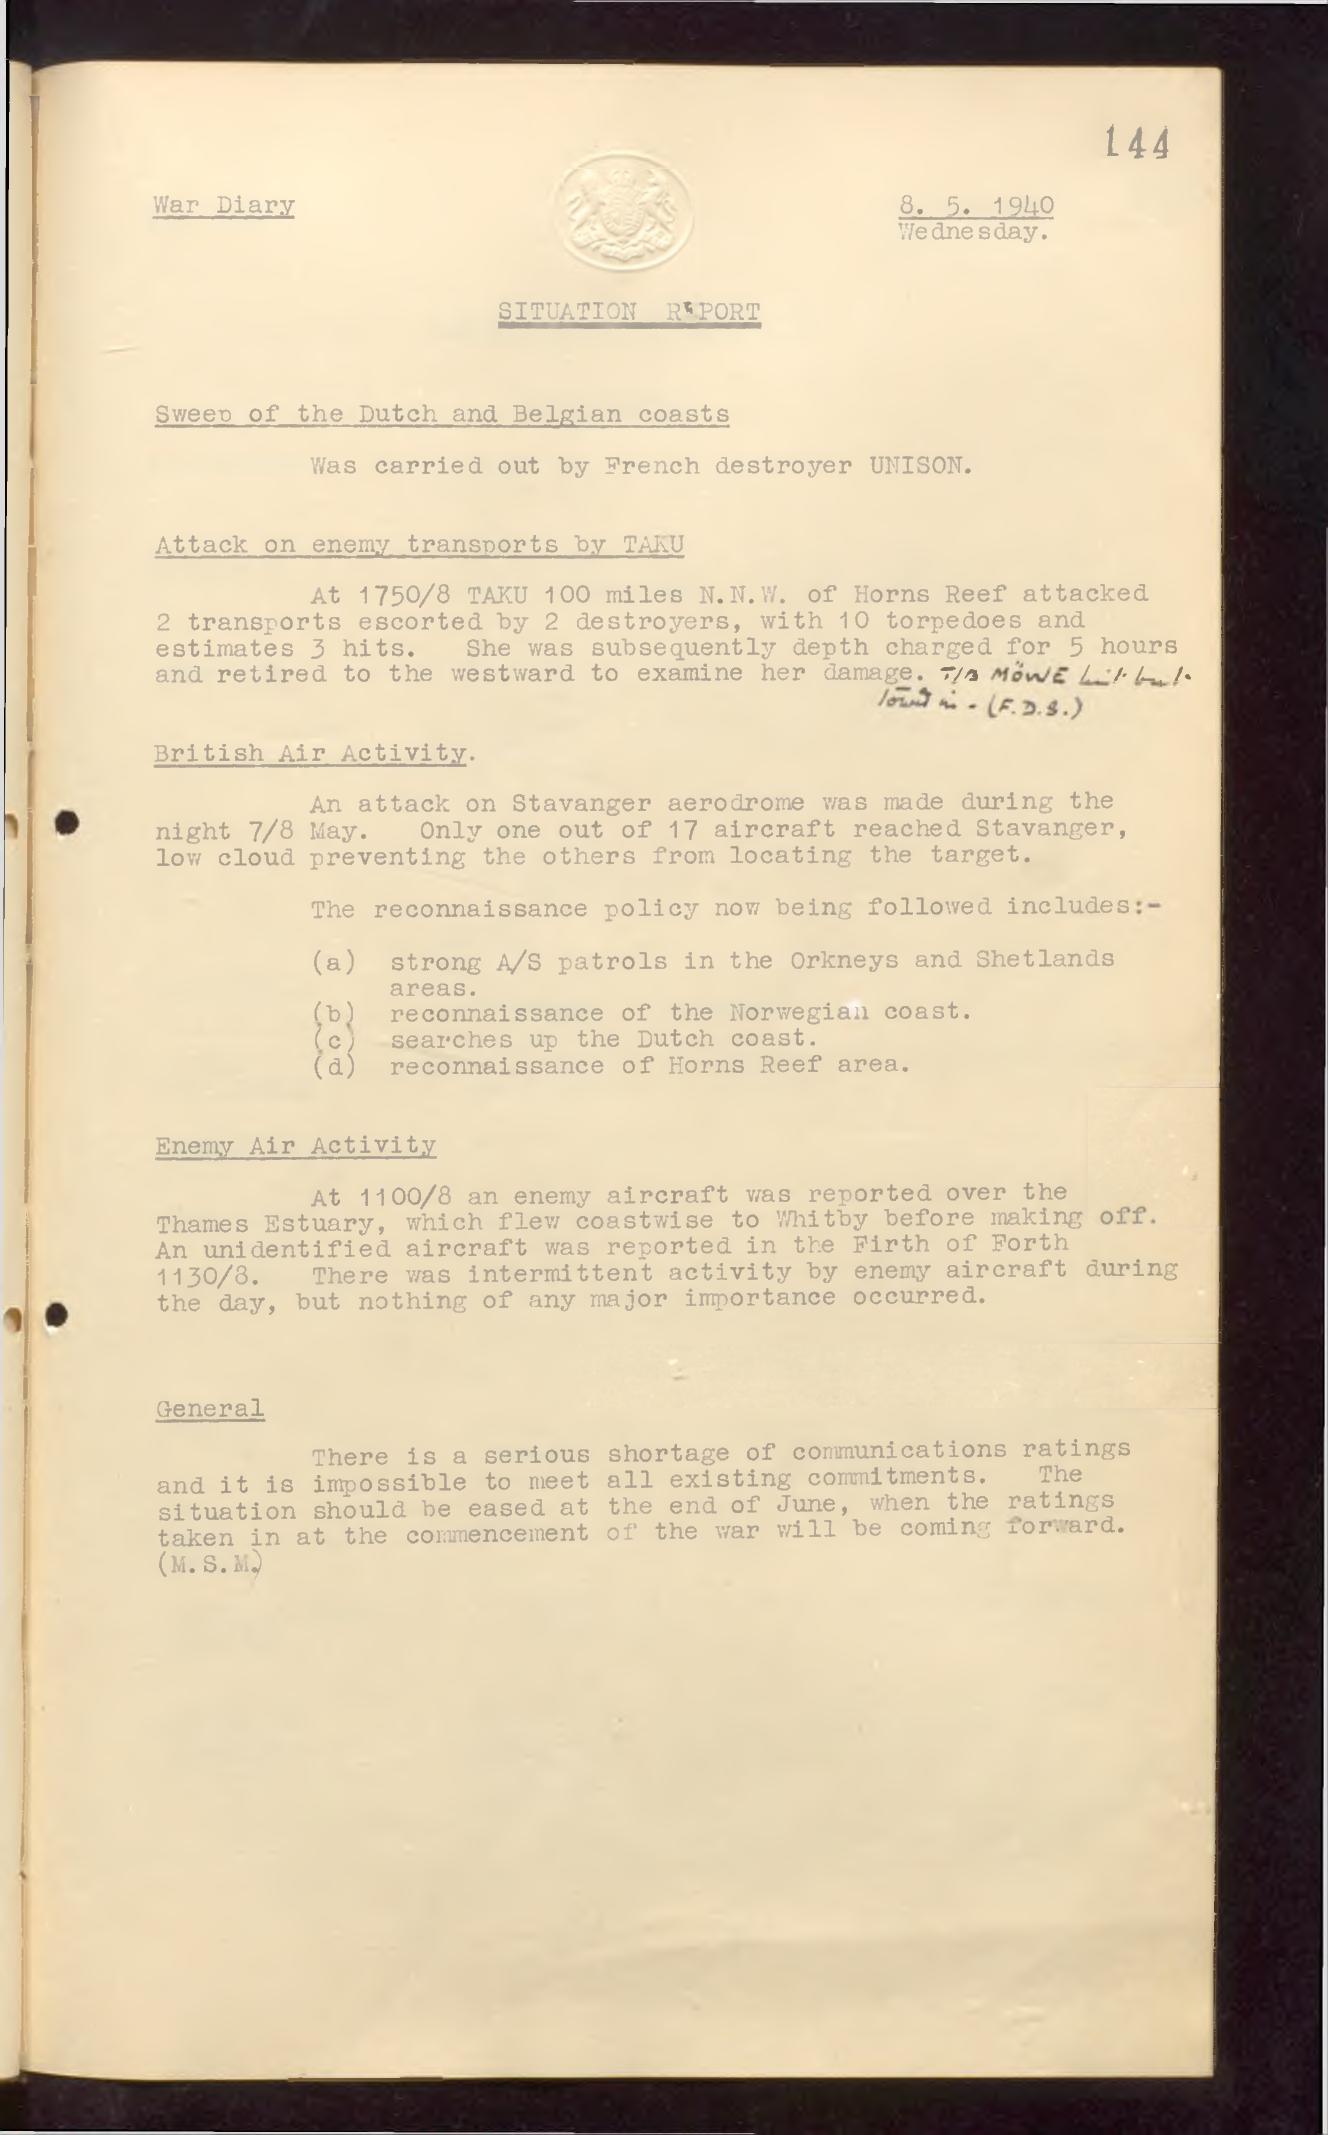 144
War Diary
8. 5. 1940
Wednesday.
SITUATION REPORT
Sweep of the Dutch and Belgian coasts
Was carried out by French destroyer UNISON.
Attack on enemy transports by TAKU
At 1750/8 TAKU 100 miles N.N.W. of Horns Reef attacked
2 transports escorted by 2 destroyers, with 10 torpedoes and
estimates 3 hits. She was subsequently depth charged for 5 hours
and retired to the westward to examine her damage. T/B MÖWE hit but
towed in - (F.D.S.)
British Air Activity.
An attack on Stavanger aerodrome was made during the
night 7/8 May. Only one out of 17 aircraft reached Stavanger,
low cloud preventing the others from locating the target.
The reconnaissance policy now being followed includes:-
(a) strong A/S patrols in the Orkneys and Shetlands
areas.
(b) reconnaissance of the Norwegian coast.
(c) searches up the Dutch coast.
(d) reconnaissance of Horns Reef area.
Enemy Air Activity
At 1100/8 an enemy aircraft was reported over the
Thames Estuary, which flew coastwise to Whitby before making off.
An unidentified aircraft was reported in the Firth of Forth
1130/8. There was intermittent activity by enemy aircraft during
the day, but nothing of any major importance occurred.
General
There is a serious shortage of communications ratings
and it is impossible to meet all existing commitments. The
situation should be eased at the end of June, when the ratings
taken in at the commencement of the war will be coming forward.
(M.S.M.)